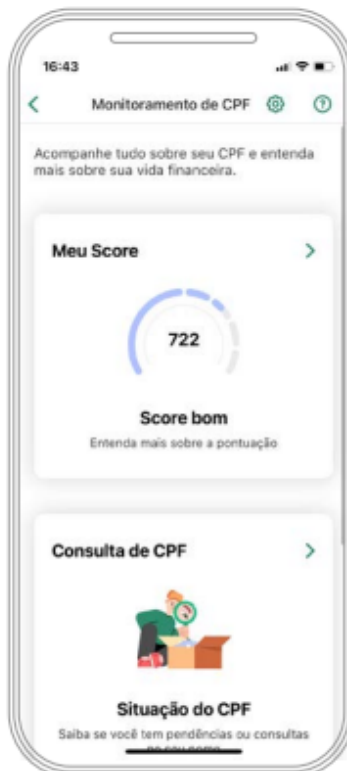 16:43
Monitoramento de CPF
Acompanhe tudo sobre seu CPF e entenda
mais sobre sua vida financeira.
Meu Score
722
Score bom
Entenda mais sobre a pontuação
Consulta de CPF
Situação do CPF
Saiba se você tem pendências ou consultas